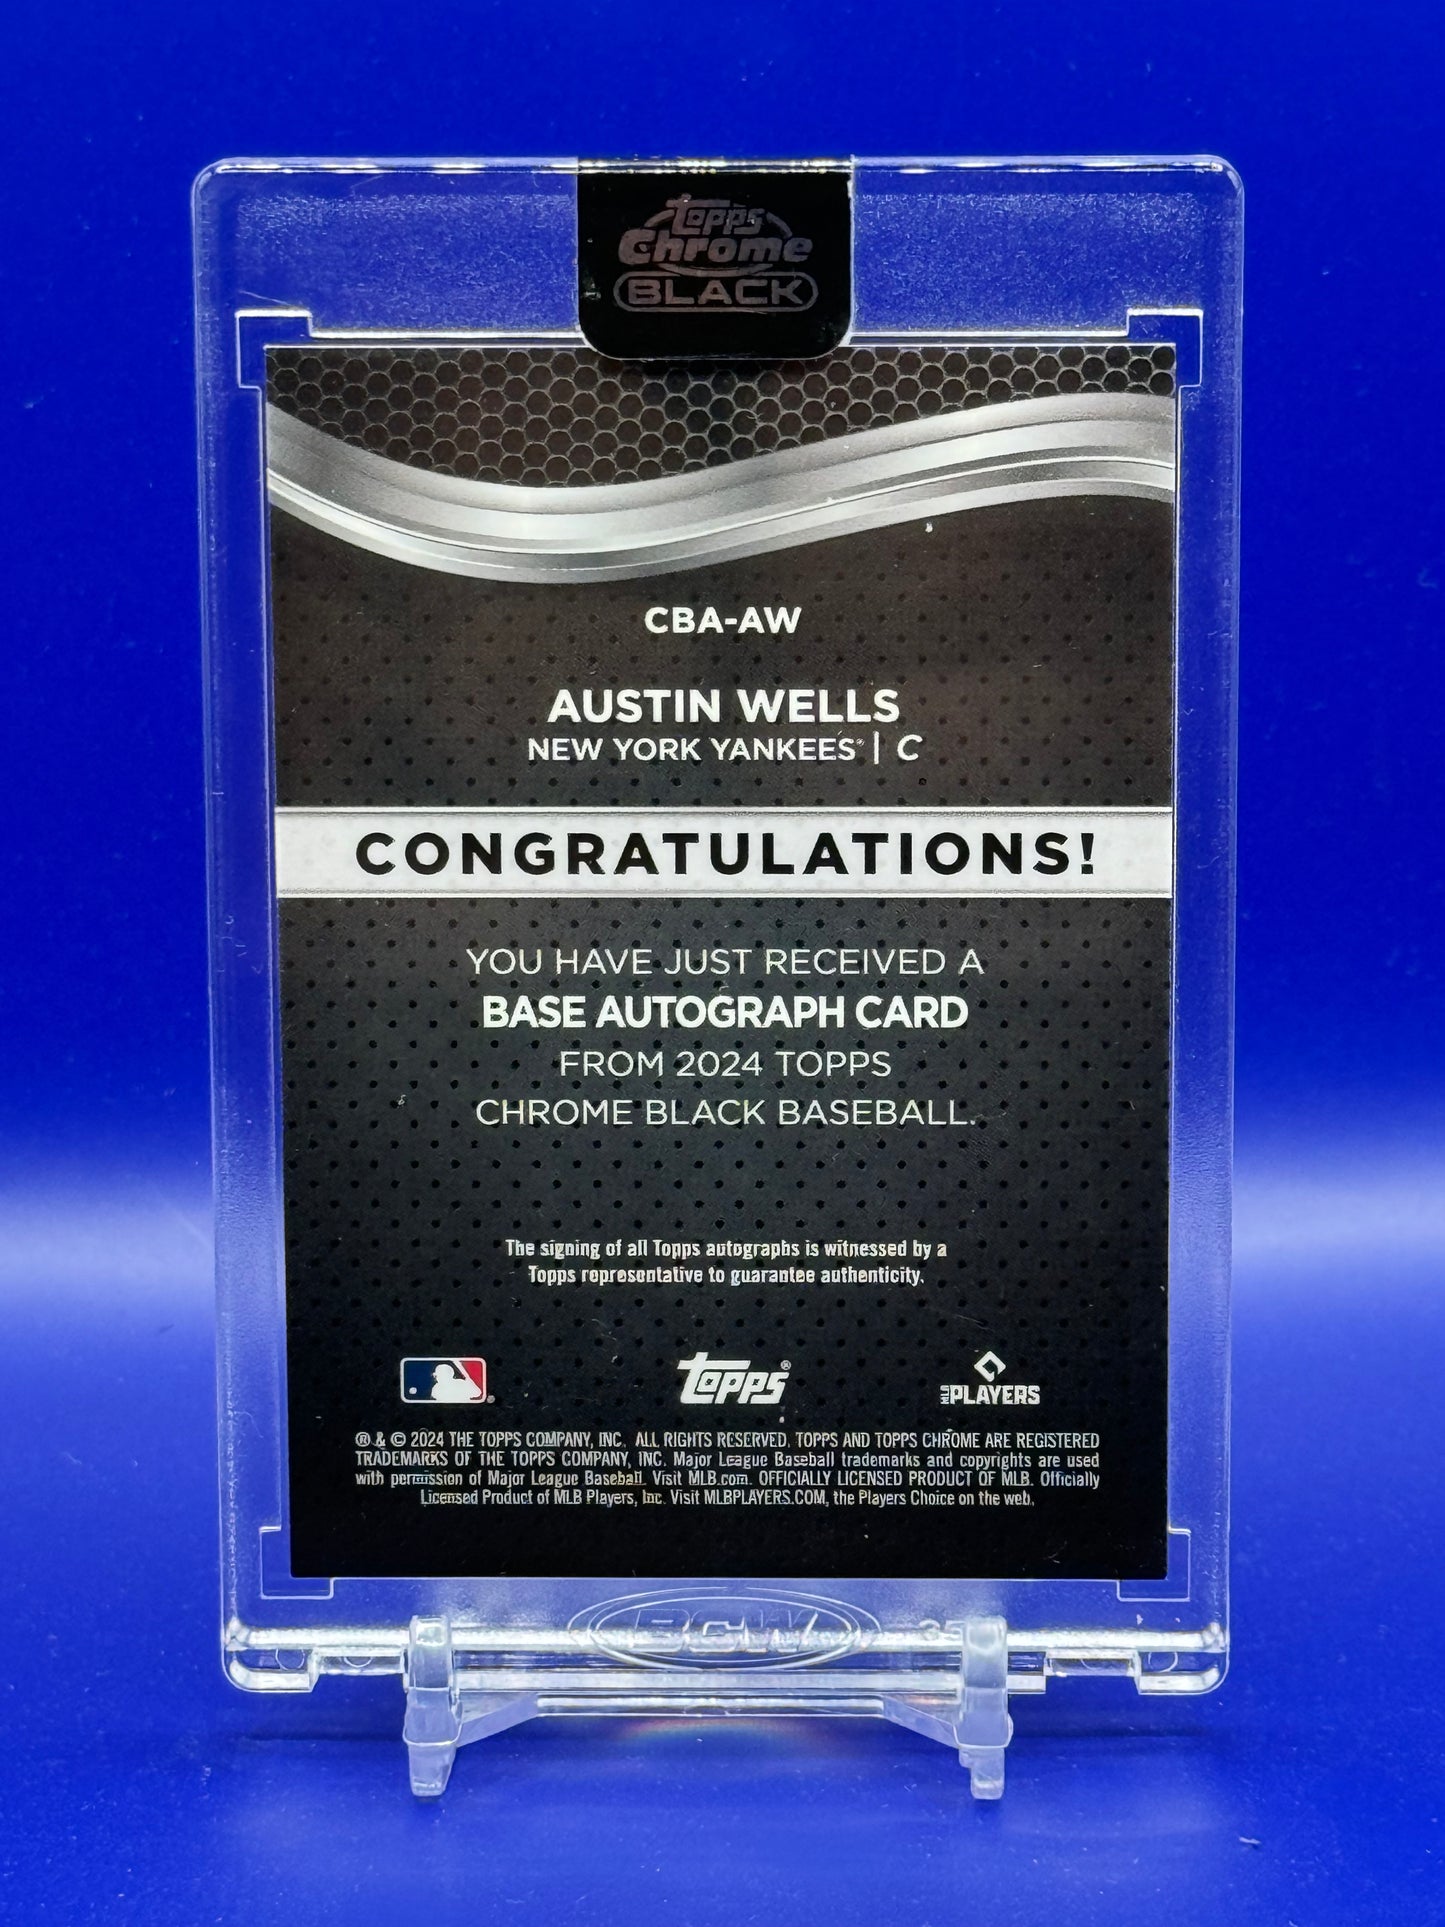 Topps
Chrome
BLACK
CBA-AW
AUSTIN WELLS
NEW YORK YANKEES® | C
CONGRATULATIONS!
YOU HAVE JUST RECEIVED A
BASE AUTOGRAPH CARD
FROM 2024 TOPPS
CHROME BLACK BASEBALL.
The signing of all Topps autographs is witnessed by a
Topps representative to guarantee authenticity.
Topps®
MLB PLAYERS
® & © 2024 THE TOPPS COMPANY, INC. ALL RIGHTS RESERVED. TOPPS AND TOPPS CHROME ARE REGISTERED
TRADEMARKS OF THE TOPPS COMPANY, INC. Major League Baseball trademarks and copyrights are used
with permission of Major League Baseball. Visit MLB.com. OFFICIALLY LICENSED PRODUCT OF MLB. Officially
Licensed Product of MLB Players, Inc. Visit MLBPLAYERS.COM, the Players Choice on the web.
BCW